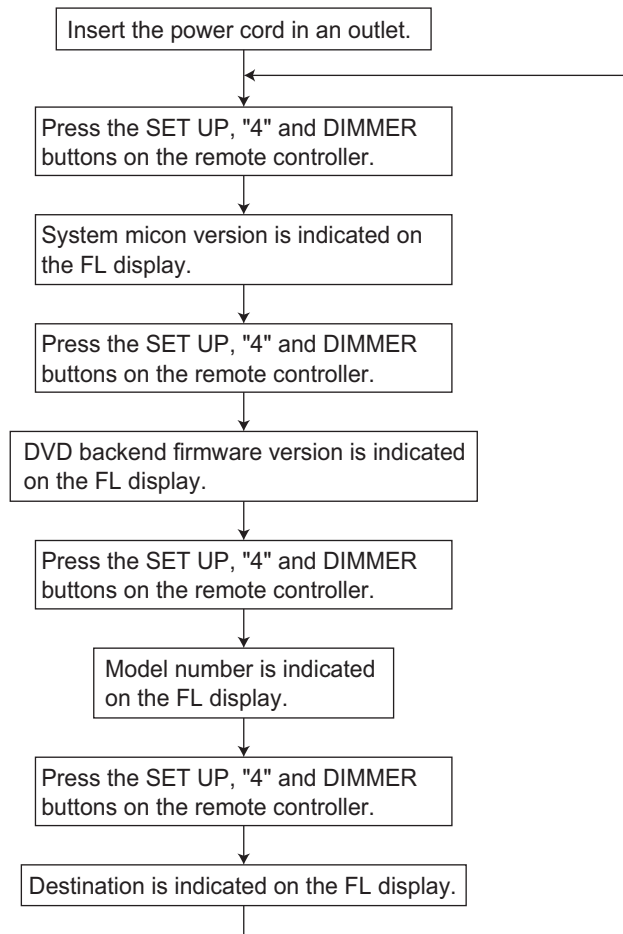 Insert the power cord in an outlet.
Press the SET UP, "4" and DIMMER
buttons on the remote controller.
System micon version is indicated on
the FL display.
Press the SET UP, "4" and DIMMER
buttons on the remote controller.
DVD backend firmware version is indicated
on the FL display.
Press the SET UP, "4" and DIMMER
buttons on the remote controller.
Model number is indicated
on the FL display.
Press the SET UP, "4" and DIMMER
buttons on the remote controller.
Destination is indicated on the FL display.